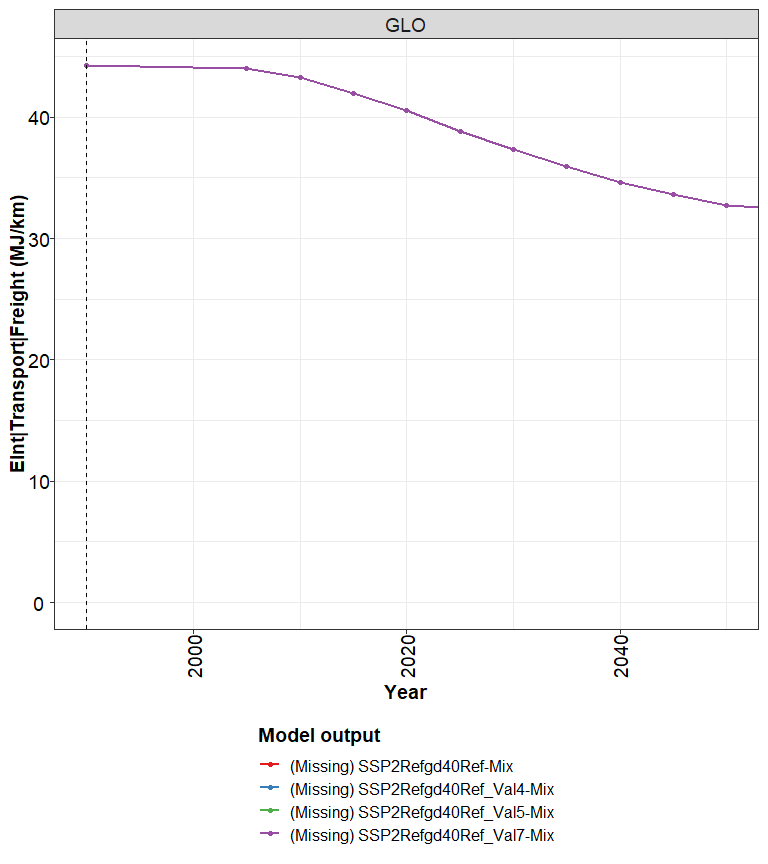 GLO
EInt|Transport|Freight (MJ/km)
40
30
20
10
0
2000
2020
2040
Year
Model output
(Missing) SSP2Refgd40Ref-Mix
(Missing) SSP2Refgd40Ref_Val4-Mix
(Missing) SSP2Refgd40Ref_Val5-Mix
(Missing) SSP2Refgd40Ref_Val7-Mix